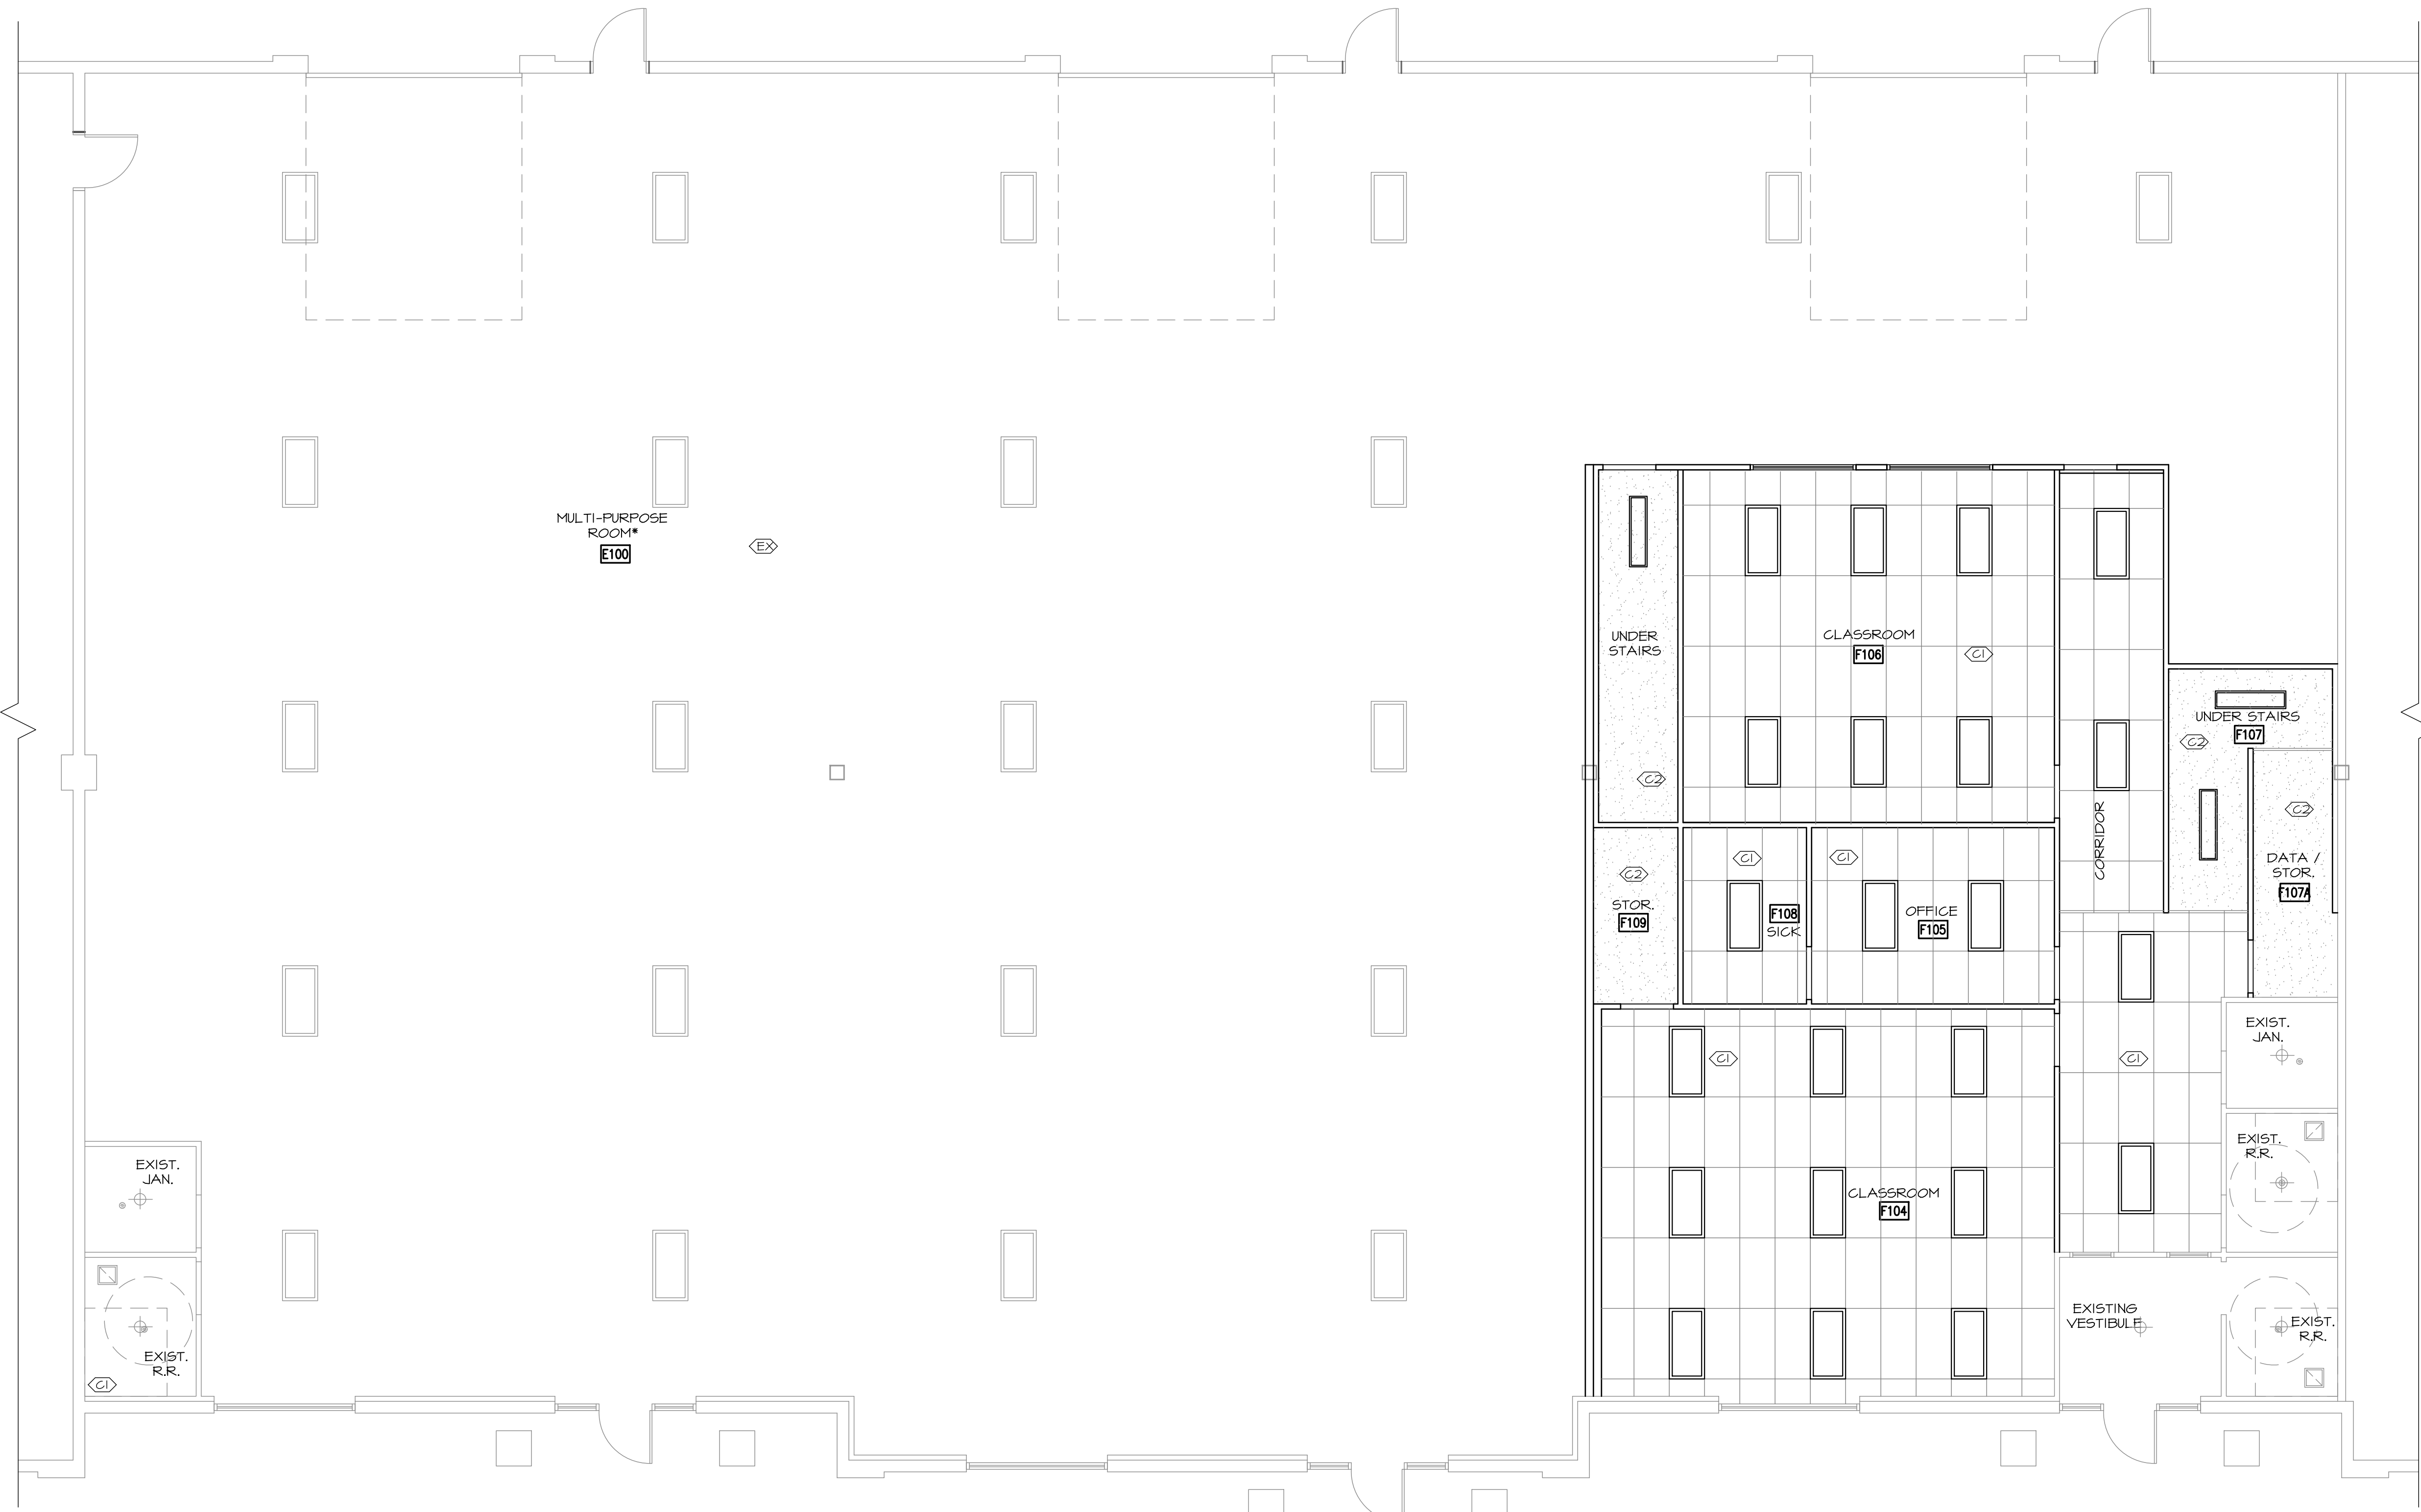 MULTI-PURPOSE
ROOM*
E100
EX
UNDER
STAIRS
C2
CLASSROOM
F106
C1
UNDER STAIRS
F107
C2
C2
DATA /
STOR.
F107A
CORRIDOR
C2
STOR.
F109
C1
F108
SICK
C1
OFFICE
F105
C1
CLASSROOM
F104
C1
EXIST.
JAN.
EXIST.
R.R.
EXISTING
VESTIBULE
EXIST.
R.R.
EXIST.
JAN.
EXIST.
R.R.
C1